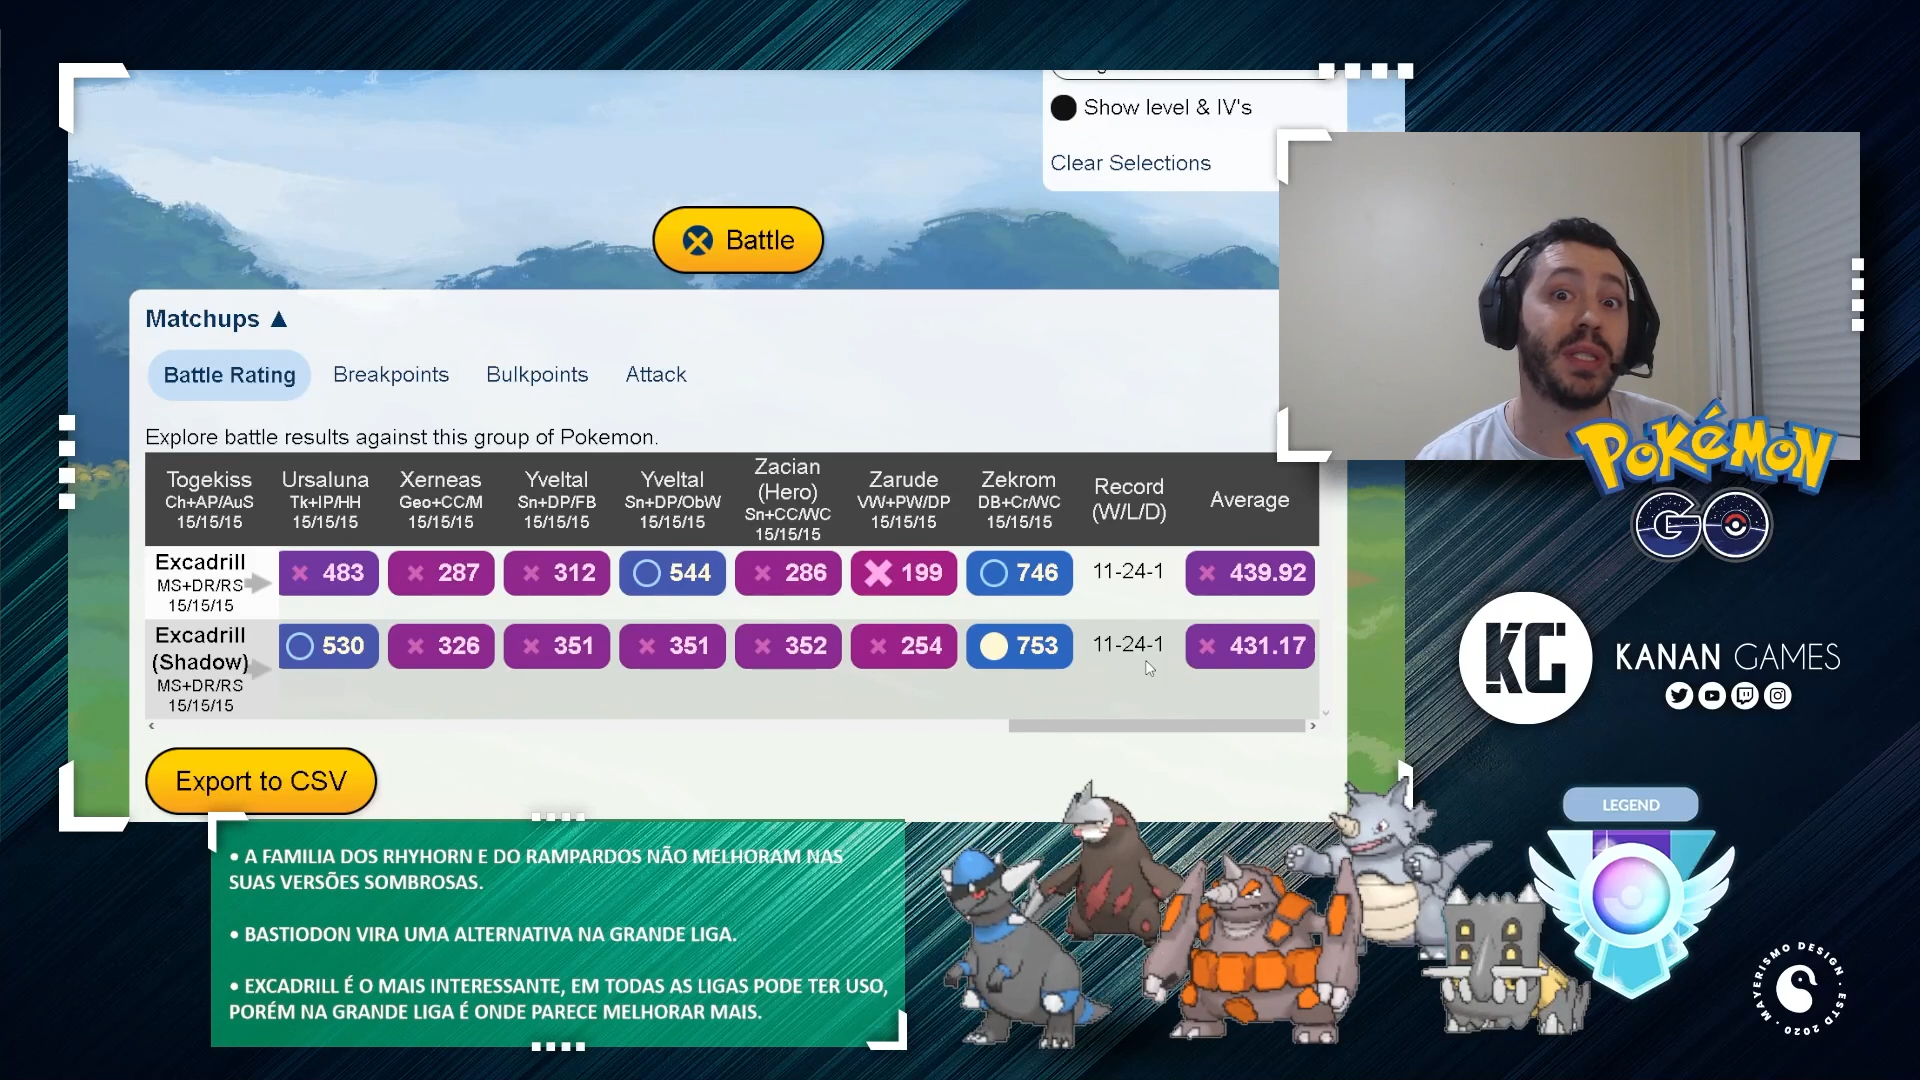 Show level & IV's
Clear Selections
Battle
Matchups ▲
Battle Rating Breakpoints Bulkpoints Attack
Explore battle results against this group of Pokemon.
Togekiss
Ch+AP/AuS
15/15/15
Ursaluna
Tk+IP/HH
15/15/15
Xerneas
Geo+CC/M
15/15/15
Yveltal
Sn+DP/FB
15/15/15
Yveltal
Sn+DP/ObW
15/15/15
Zacian
(Hero)
Sn+CC/WC
15/15/15
Zarude
VW+PW/DP
15/15/15
Zekrom
DB+Cr/WC
15/15/15
Record
(W/L/D)
Average
Excadrill
MS+DR/RS
15/15/15
483 287 312 544 286 199 746 11-24-1 439.92
Excadrill
(Shadow)
MS+DR/RS
15/15/15
530 326 351 351 352 254 753 11-24-1 431.17
Export to CSV
• A FAMILIA DOS RHYHORN E DO RAMPARDOS NÃO MELHORAM NAS
SUAS VERSÕES SOMBROSAS.
• BASTIODON VIRA UMA ALTERNATIVA NA GRANDE LIGA.
• EXCADRILL É O MAIS INTERESSANTE, EM TODAS AS LIGAS PODE TER USO,
PORÉM NA GRANDE LIGA É ONDE PARECE MELHORAR MAIS.
POKéMON
GO
KG
KANAN GAMES
LEGEND
MAYERISMO DESIGN · ESTD 2020 ·